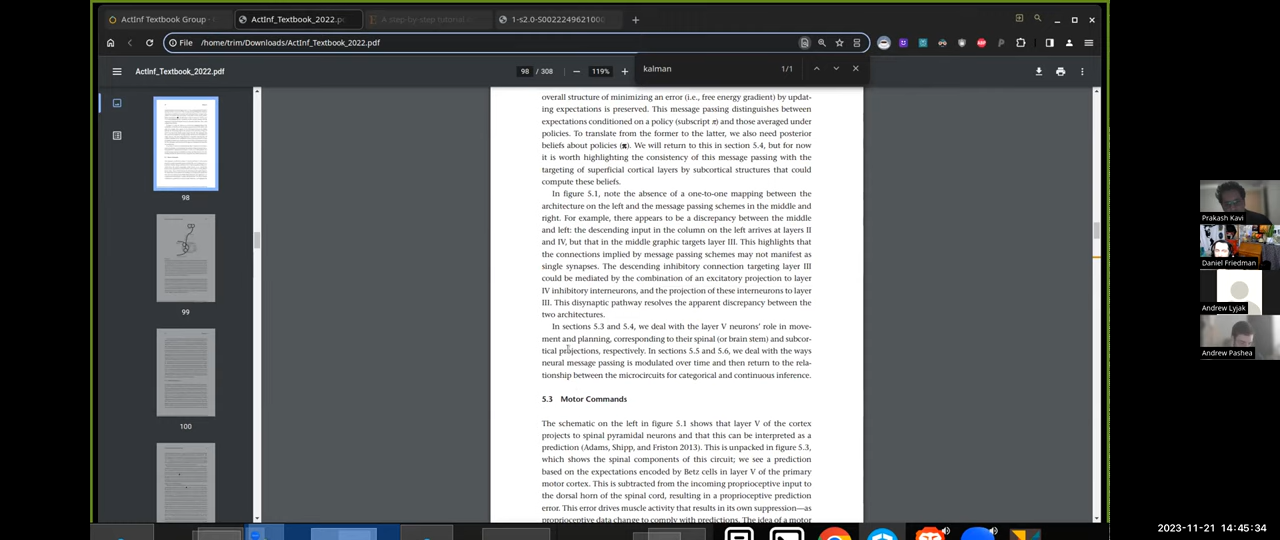 ActInf Textbook Group -
ActInf_Textbook_2022.pdf
A step-by-step tutorial
1-s2.0-S0022249621000
File
/home/trim/Downloads/ActInf_Textbook_2022.pdf
ActInf_Textbook_2022.pdf
98 / 308
119%
kalman
1/1
98
99
100
overall structure of minimizing an error (i.e., free energy gradient) by updat-
ing expectations is preserved. This message passing distinguishes between
expectations conditioned on a policy (subscript π) and those averaged under
policies. To translate from the former to the latter, we also need posterior
beliefs about policies (π). We will return to this in section 5.4, but for now
it is worth highlighting the consistency of this message passing with the
targeting of superficial cortical layers by subcortical structures that could
compute these beliefs.
In figure 5.1, note the absence of a one-to-one mapping between the
architecture on the left and the message passing schemes in the middle and
right. For example, there appears to be a discrepancy between the middle
and left: the descending input in the column on the left arrives at layers II
and IV, but that in the middle graphic targets layer III. This highlights that
the connections implied by message passing schemes may not manifest as
single synapses. The descending inhibitory connection targeting layer III
could be mediated by the combination of an excitatory projection to layer
IV inhibitory interneurons, and the projection of these interneurons to layer
III. This disynaptic pathway resolves the apparent discrepancy between the
two architectures.
In sections 5.3 and 5.4, we deal with the layer V neurons' role in move-
ment and planning, corresponding to their spinal (or brain stem) and subcor-
tical projections, respectively. In sections 5.5 and 5.6, we deal with the ways
neural message passing is modulated over time and then return to the rela-
tionship between the microcircuits for categorical and continuous inference.
5.3 Motor Commands
The schematic on the left in figure 5.1 shows that layer V of the cortex
projects to spinal pyramidal neurons and that this can be interpreted as a
prediction (Adams, Shipp, and Friston 2013). This is unpacked in figure 5.3,
which shows the spinal components of this circuit; we see a prediction
based on the expectations encoded by Betz cells in layer V of the primary
motor cortex. This is subtracted from the incoming proprioceptive input to
the dorsal horn of the spinal cord, resulting in a proprioceptive prediction
error. This error drives muscle activity that results in its own suppression—as
proprioceptive data change to comply with predictions. The idea of a motor
Prakash Kavi
Daniel Friedman
Andrew Lyjak
Andrew Pashea
2023-11-21 14:45:34